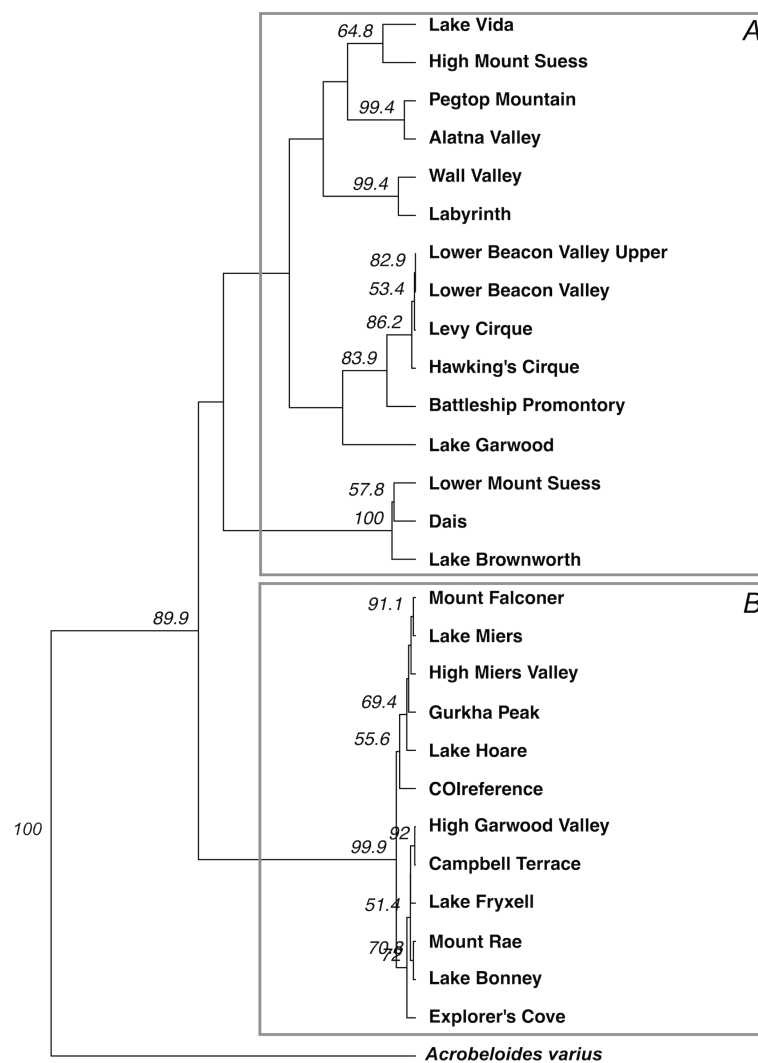 A
64.8
Lake Vida
High Mount Suess
99.4
Pegtop Mountain
Alatna Valley
99.4
Wall Valley
Labyrinth
82.9
Lower Beacon Valley Upper
53.4
Lower Beacon Valley
86.2
Levy Cirque
83.9
Hawking's Cirque
Battleship Promontory
Lake Garwood
57.8
Lower Mount Suess
100
Dais
Lake Brownworth
B
91.1
Mount Falconer
89.9
Lake Miers
High Miers Valley
69.4
Gurkha Peak
55.6
Lake Hoare
COIreference
100
92
High Garwood Valley
99.9
Campbell Terrace
51.4
Lake Fryxell
70.8
72
Mount Rae
Lake Bonney
Explorer's Cove
Acrobeloides varius